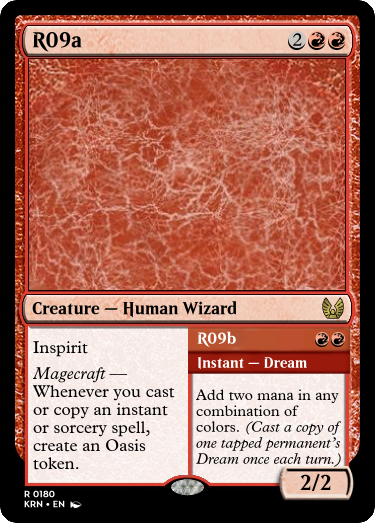 R09a 2
Creature — Human Wizard
Inspirit
Magecraft —
Whenever you cast
or copy an instant
or sorcery spell,
create an Oasis
token.
R09b
Instant — Dream
Add two mana in any
combination of
colors. (Cast a copy of
one tapped permanent's
Dream once each turn.)
2/2
R 0180
KRN • EN